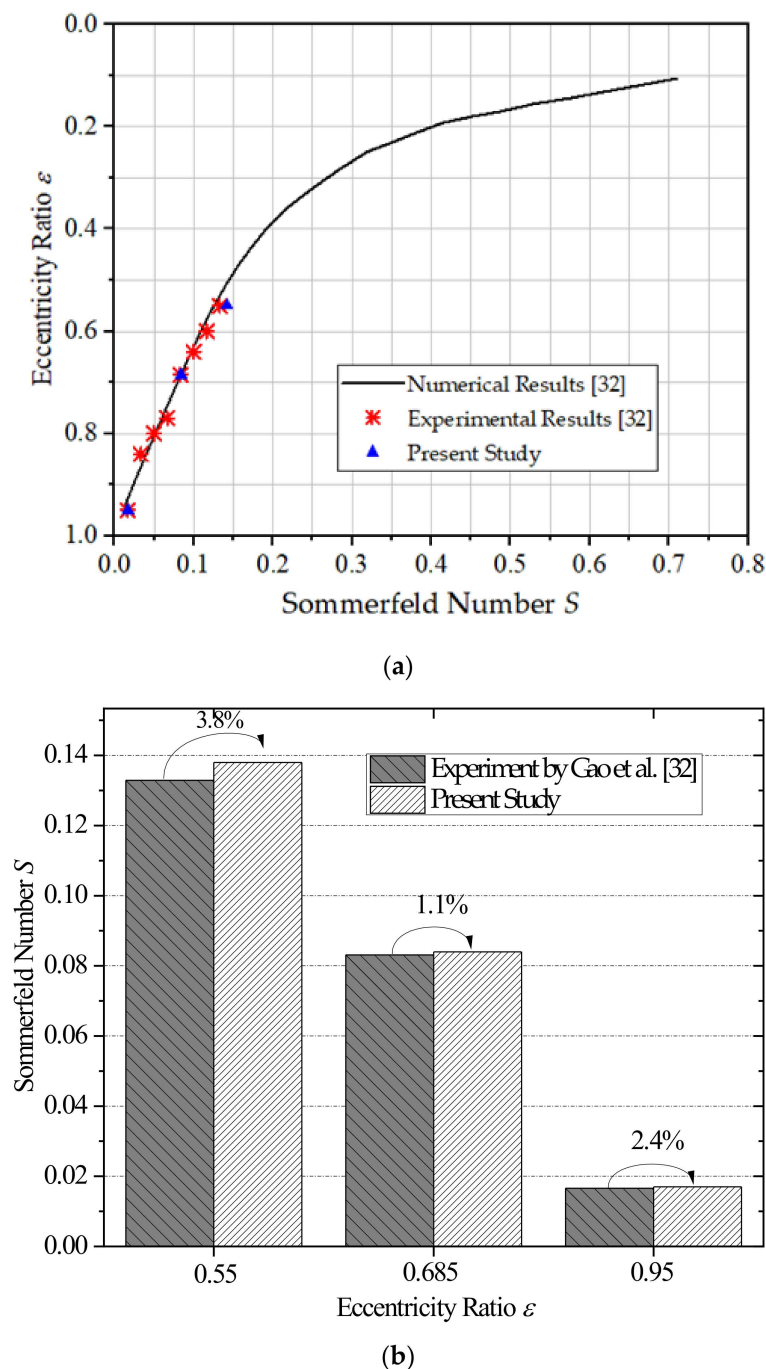 0.0
0.2
0.4
0.6
0.8
1.0
Eccentricity Ratio ε
Numerical Results [32]
Experimental Results [32]
Present Study
0.0 0.1 0.2 0.3 0.4 0.5 0.6 0.7 0.8
Sommerfeld Number S
(a)
3.8%
0.14
0.12
0.10
0.08
0.06
0.04
0.02
0.00
Sommerfeld Number S
Experiment by Gao et al. [32]
Present Study
1.1%
2.4%
0.55 0.685 0.95
Eccentricity Ratio ε
(b)